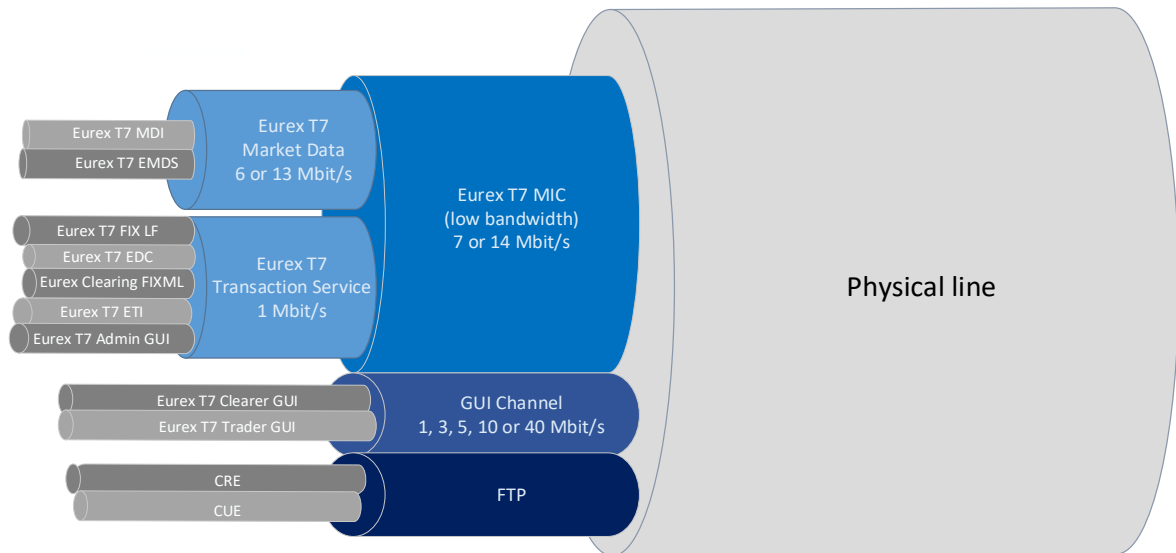 Eurex T7 MDI
Eurex T7 EMDS
Eurex T7
Market Data
6 or 13 Mbit/s
Eurex T7 FIX LF
Eurex T7 EDC
Eurex Clearing FIXML
Eurex T7 ETI
Eurex T7 Admin GUI
Eurex T7
Transaction Service
1 Mbit/s
Eurex T7 MIC
(low bandwidth)
7 or 14 Mbit/s
Eurex T7 Clearer GUI
Eurex T7 Trader GUI
GUI Channel
1, 3, 5, 10 or 40 Mbit/s
CRE
CUE
FTP
Physical line